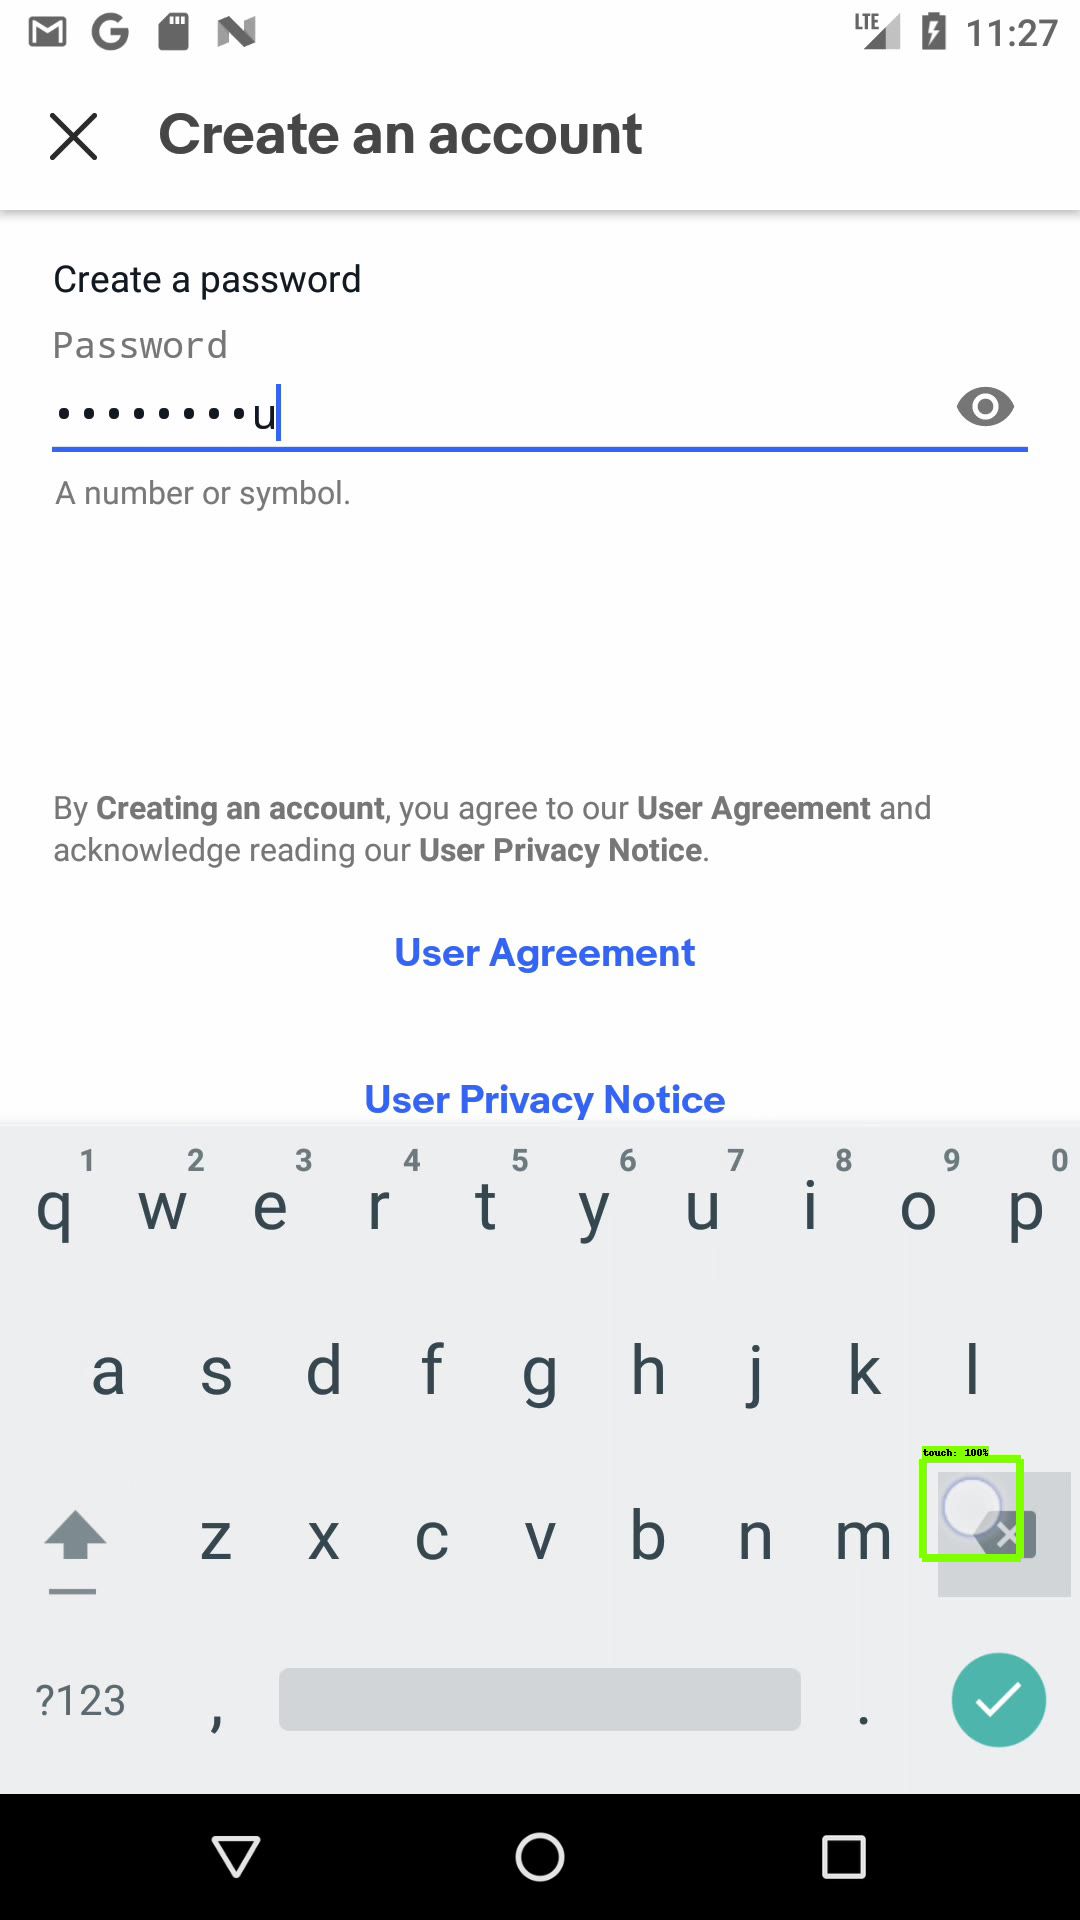 LTE 11:27
Create an account
Create a password
Password
••••••••u
A number or symbol.
By Creating an account, you agree to our User Agreement and
acknowledge reading our User Privacy Notice.
User Agreement
User Privacy Notice
1 2 3 4 5 6 7 8 9 0
q w e r t y u i o p
a s d f g h j k l
touch: 100%
z x c v b n m
?123 , .